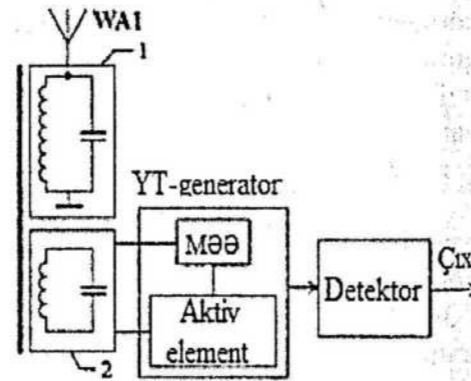 WA1
1
YT-generator
MƏƏ
Aktiv
element
Detektor
Çıx
2